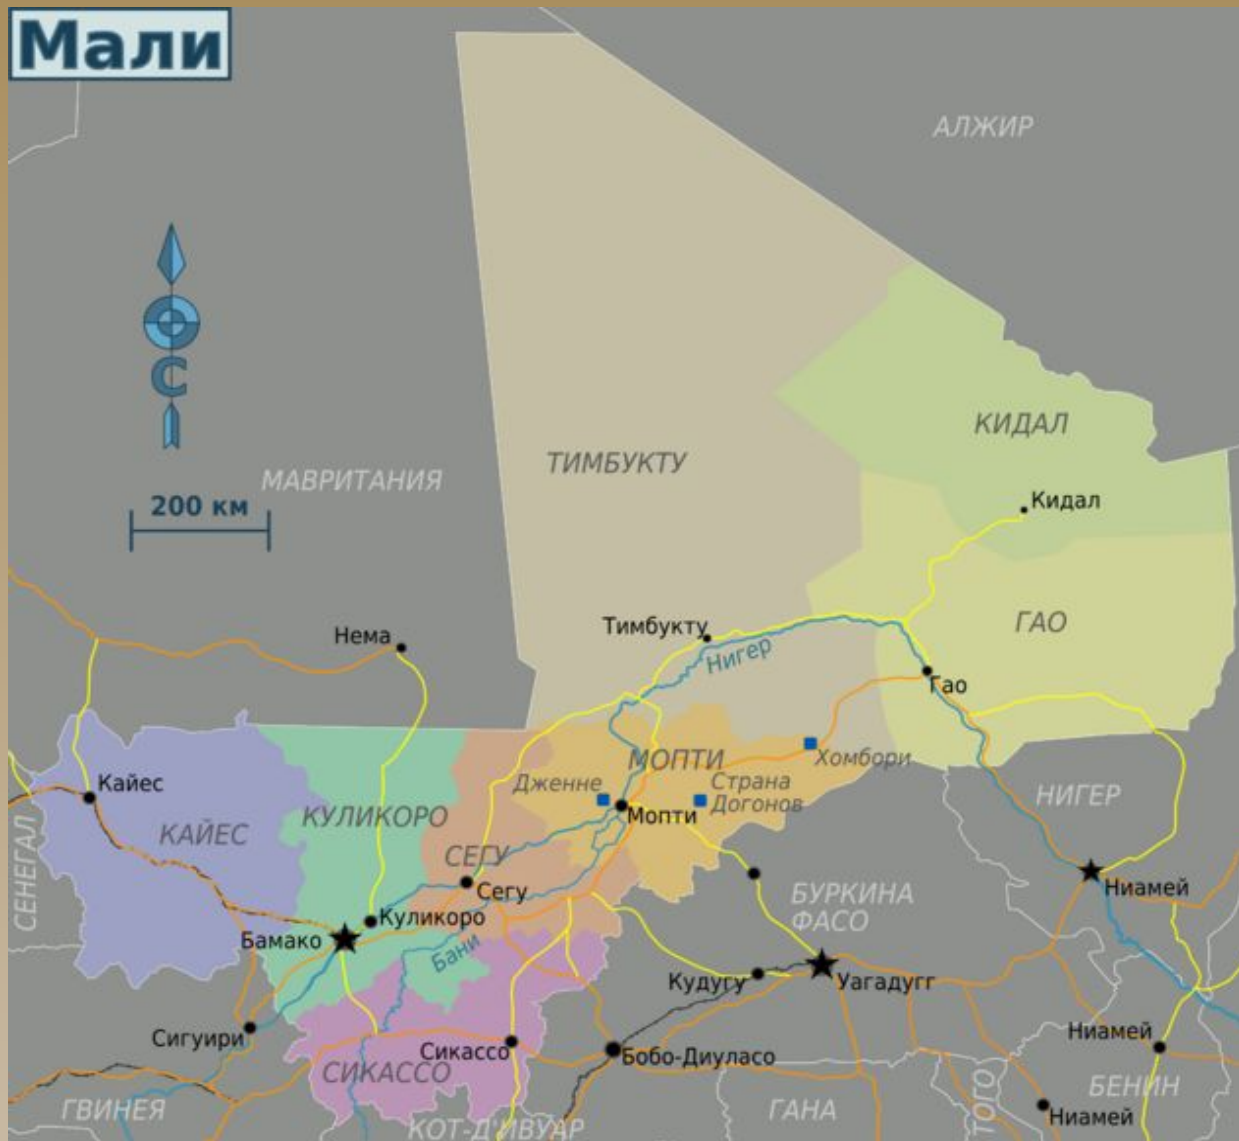 Мали
АЛЖИР
С
МАВРИТАНИЯ
200 км
ТИМБУКТУ
КИДАЛ
Кидал
Нема
Тимбукту
Нигер
ГАО
Гао
МОПТИ
Хомбори
Дженне
Страна
Догонов
Мопти
Кайес
КАЙЕС
КУЛИКОРО
СЕГУ
Сегу
НИГЕР
Ниамей
СЕНЕГАЛ
БУРКИНА
ФАСО
Куликоро
Бамако
Бани
Кудугу
Уагадугг
Сигуири
Сикассо
СИКАССО
Бобо-Диуласо
Ниамей
ГВИНЕЯ
КОТ-Д'ИВУАР
ГАНА
ТОГО
БЕНИН
Ниамей